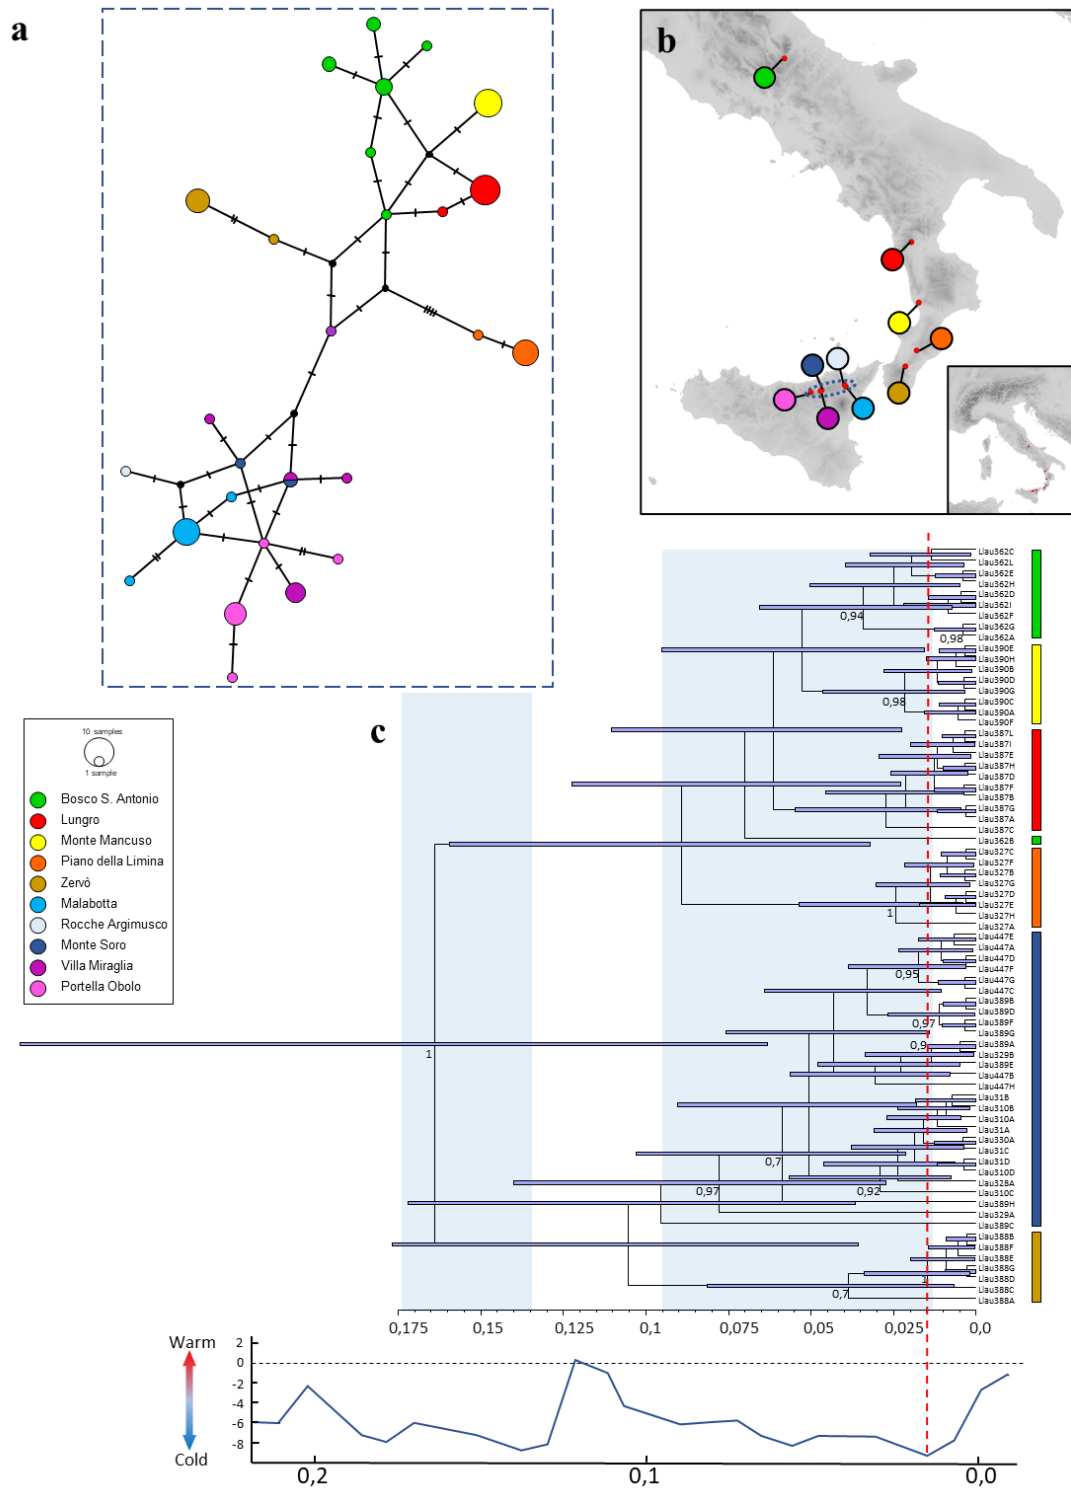 a
b
c
10 samples
1 sample
Bosco S. Antonio
Lungro
Monte Mancuso
Piano della Limina
Zervò
Malabotta
Rocche Argimusco
Monte Soro
Villa Miraglia
Portella Obolo
Llau362C
Llau362L
Llau362E
Llau362H
Llau362D
Llau362I
Llau362F
Llau362G
Llau362A
Llau390E
Llau390H
Llau390B
Llau390D
Llau390G
Llau390C
Llau390A
Llau390F
Llau387L
Llau387I
Llau387E
Llau387H
Llau387D
Llau387F
Llau387B
Llau387G
Llau387A
Llau387C
Llau362B
Llau327C
Llau327F
Llau327B
Llau327G
Llau327D
Llau327E
Llau327H
Llau327A
Llau447E
Llau447A
Llau447D
Llau447F
Llau447G
Llau447C
Llau389B
Llau389D
Llau389F
Llau389G
Llau389A
Llau329B
Llau389E
Llau447B
Llau447H
Llau31B
Llau310B
Llau310A
Llau31A
Llau330A
Llau31C
Llau31D
Llau310D
Llau328A
Llau310C
Llau389H
Llau329A
Llau389C
Llau388B
Llau388F
Llau388E
Llau388G
Llau388D
Llau388C
Llau388A
0,94
0,98
0,98
1
0,95
0,97
0,9
1
0,7
0,97
0,92
1
0,7
0,175
0,15
0,125
0,1
0,075
0,05
0,025
0,0
Warm
Cold
2
0
-2
-4
-6
-8
0,2
0,1
0,0